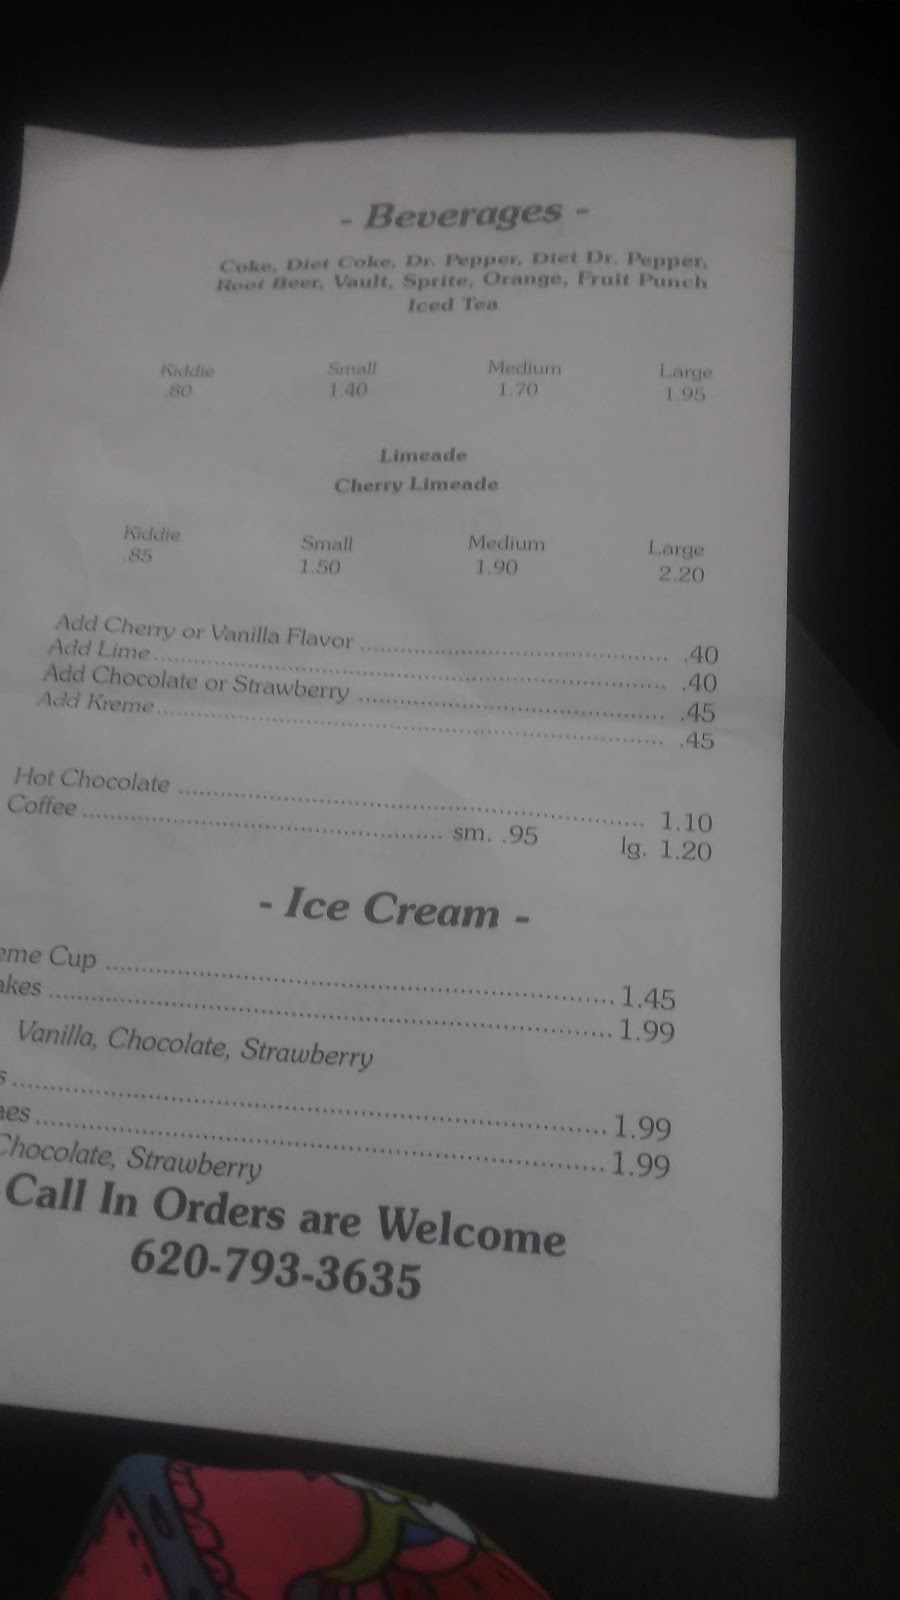 - Beverages -
Coke, Diet Coke, Dr. Pepper, Diet Dr. Pepper,
Root Beer, Vault, Sprite, Orange, Fruit Punch
Iced Tea
Kiddie Small Medium Large
.80 1.40 1.70 1.95
Limeade
Cherry Limeade
Kiddie Small Medium Large
.85 1.50 1.90 2.20
Add Cherry or Vanilla Flavor .40
Add Lime .40
Add Chocolate or Strawberry .45
Add Kreme .45
Hot Chocolate 1.10
Coffee sm. .95 lg. 1.20
- Ice Cream -
eme Cup 1.45
akes 1.99
Vanilla, Chocolate, Strawberry
s 1.99
aes 1.99
Chocolate, Strawberry
Call In Orders are Welcome
620-793-3635